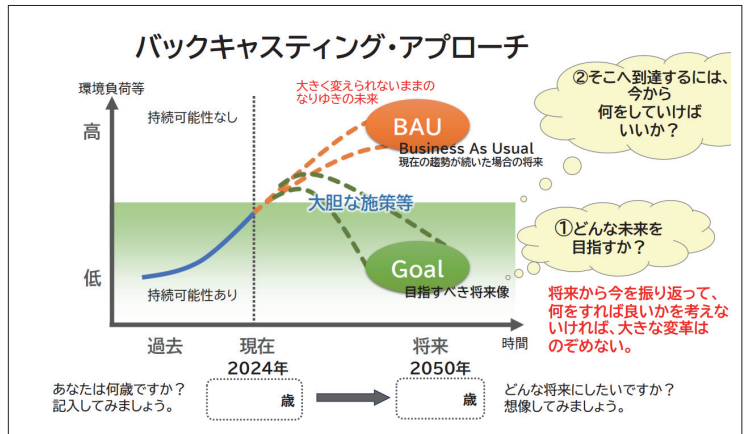 バックキャスティング・アプローチ
環境負荷等
高
低
持続可能性なし
持続可能性あり
大きく変えられないままの
なりゆきの未来
BAU
Business As Usual
現在の趨勢が続いた場合の将来
大胆な施策等
Goal
目指すべき将来像
②そこへ到達するには、
今から
何をしていけば
いいか？
①どんな未来を
目指すか？
将来から今を振り返って、
何をすれば良いかを考えな
いければ、大きな変革は
のぞめない。
過去
現在
将来
時間
2024年
2050年
あなたは何歳ですか？
記入してみましょう。
歳
歳
どんな将来にしたいですか？
想像してみましょう。